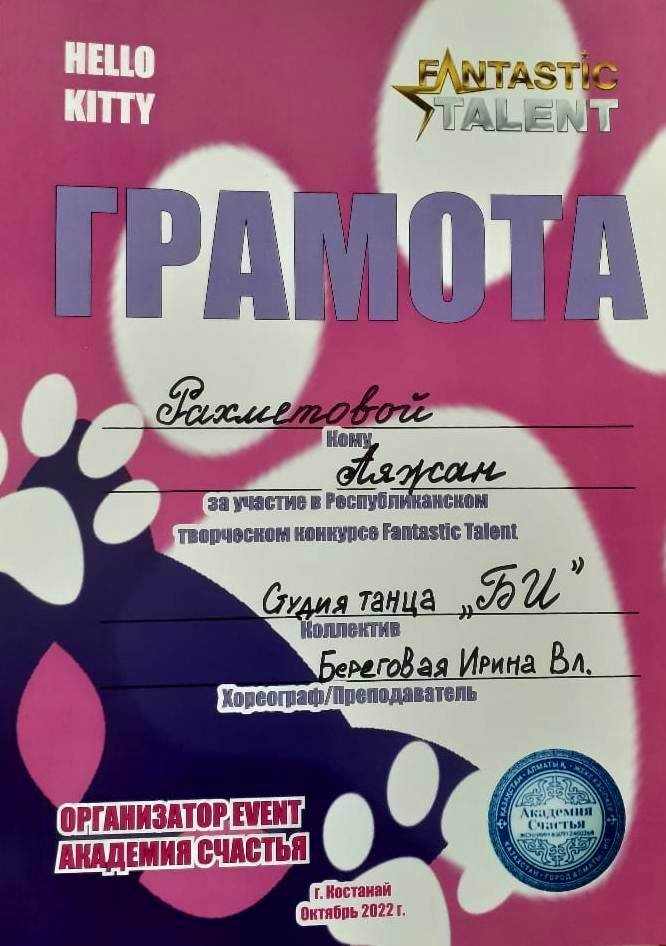 HELLO
KITTY
FANTASTIC
TALENT
ГРАМОТА
Рахметовой
Кому
Аяжан
за участие в Республиканском
творческом конкурсе Fantastic Talent
Студия танца „БИ”
Коллектив
Береговая Ирина Вл.
Хореограф/Преподаватель
ОРГАНИЗАТОР EVENT
АКАДЕМИЯ СЧАСТЬЯ
Академия
Счастья
г. Костанай
Октябрь 2022 г.